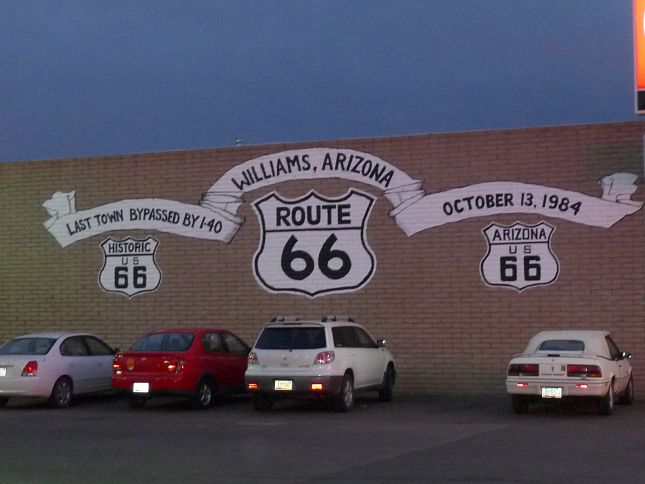 WILLIAMS, ARIZONA
LAST TOWN BYPASSED BY I-40
OCTOBER 13, 1984
HISTORIC
US
66
ROUTE
66
ARIZONA
US
66